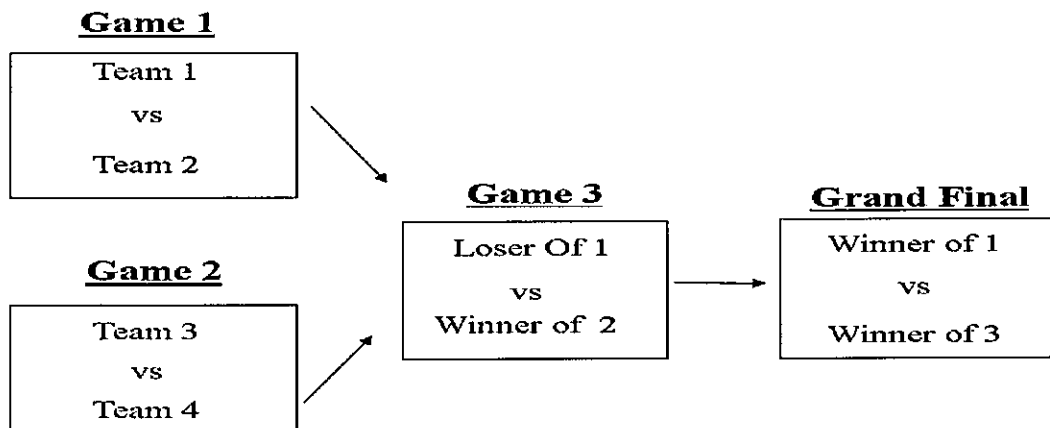 Game 1
Team 1
vs
Team 2
Game 2
Team 3
vs
Team 4
Game 3
Loser Of 1
vs
Winner of 2
Grand Final
Winner of 1
vs
Winner of 3